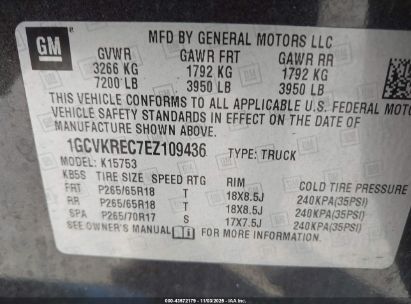 GM
MFD BY GENERAL MOTORS LLC
GVWR GAWR FR GAWR RR
3266 KG 1792 KG 1792 KG
7200 LB 3950 LB 3950 LB
THIS VEHICLE CONFORMS TO ALL APPLICABLE U.S. FEDERAL MOTOR
VEHICLE SAFETY STANDARDS IN EFFECT ON THE DATE OF
MANUFACTURE SHOWN ABOVE.
1GCVKREC7EZ109436 TYPE: TRUCK
MODEL: K15753
KB5S TIRE SIZE SPEED RTG RIM COLD TIRE PRESSURE
FRT P265/65R18 T 18X8.5J 240KPA(35PSI)
RR P265/65R18 T 18X8.5J 240KPA(35PSI)
SPA P265/70R17 S 17X7.5J 240KPA(35PSI)
SEE OWNER'S MANUAL FOR MORE INFORMATION